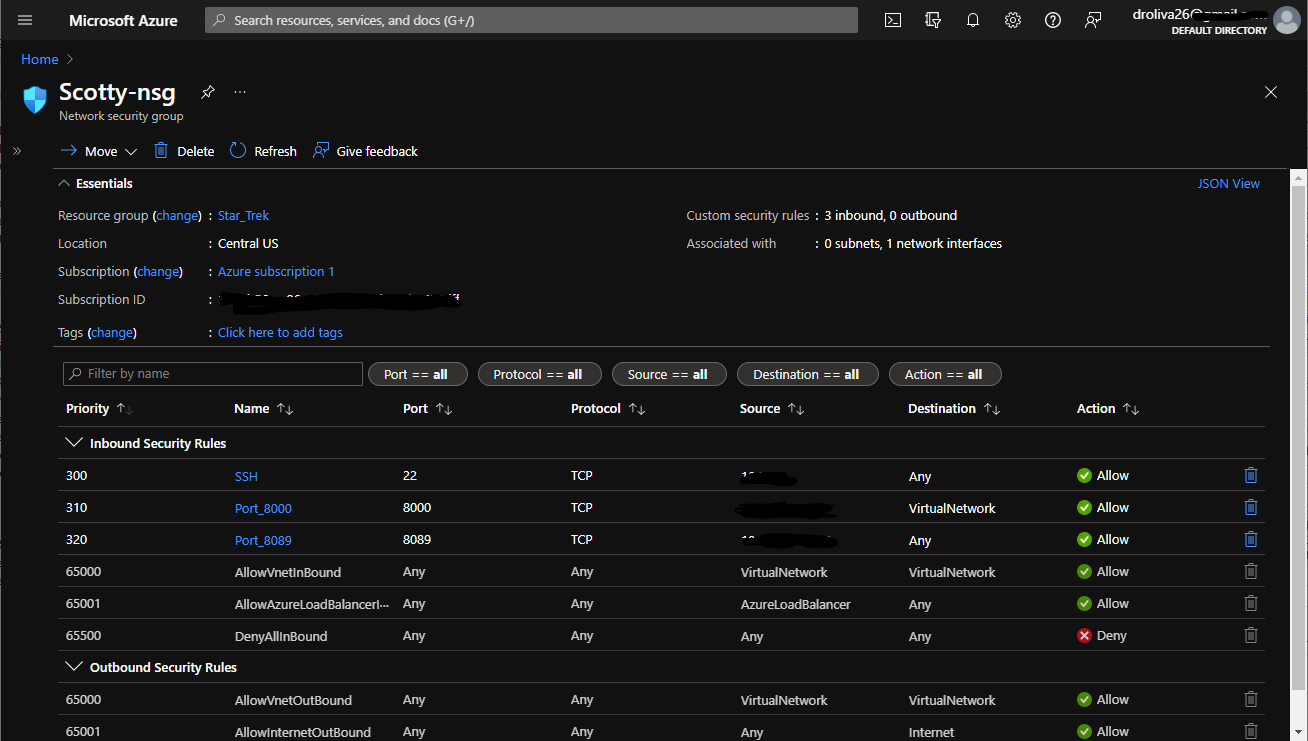 Microsoft Azure
Search resources, services, and docs (G+/)
droliva26@gmail
DEFAULT DIRECTORY
Home
Scotty-nsg
Network security group
Move Delete Refresh Give feedback
Essentials JSON View
Resource group (change) : Star_Trek
Custom security rules : 3 inbound, 0 outbound
Location : Central US
Associated with : 0 subnets, 1 network interfaces
Subscription (change) : Azure subscription 1
Subscription ID :
Tags (change) : Click here to add tags
Filter by name Port == all Protocol == all Source == all Destination == all Action == all
Priority Name Port Protocol Source Destination Action
Inbound Security Rules
300 SSH 22 TCP Any Allow
310 Port_8000 8000 TCP VirtualNetwork Allow
320 Port_8089 8089 TCP Any Allow
65000 AllowVnetInBound Any Any VirtualNetwork VirtualNetwork Allow
65001 AllowAzureLoadBalancerI... Any Any AzureLoadBalancer Any Allow
65500 DenyAllInBound Any Any Any Any Deny
Outbound Security Rules
65000 AllowVnetOutBound Any Any VirtualNetwork VirtualNetwork Allow
65001 AllowInternetOutBound Any Any Any Internet Allow